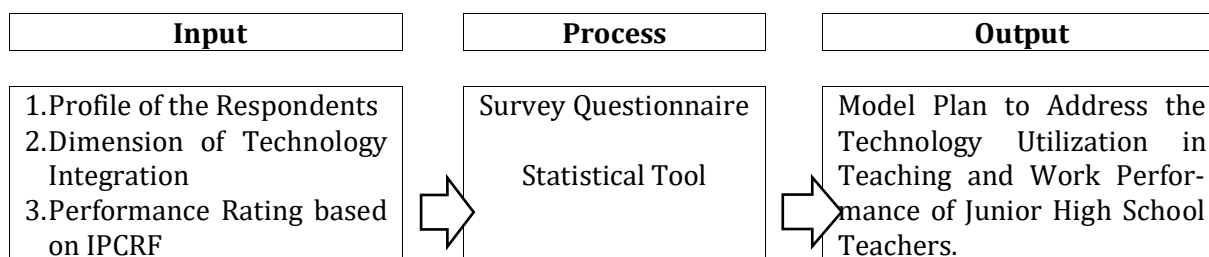 Input
Process
Output
1.Profile of the Respondents
2.Dimension of Technology
Integration
3.Performance Rating based
on IPCRF
Survey Questionnaire
Statistical Tool
Model Plan to Address the
Technology Utilization in
Teaching and Work Perfor-
mance of Junior High School
Teachers.